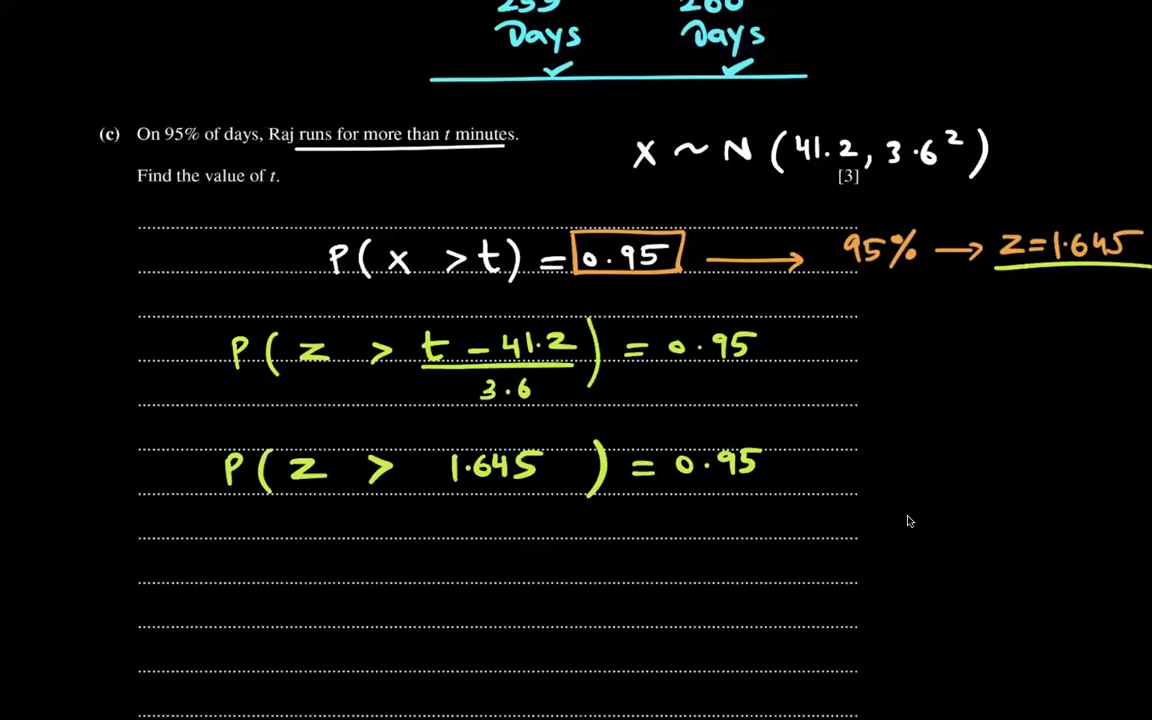 Days Days
(c) On 95% of days, Raj runs for more than t minutes.
X ~ N (41.2, 3.6²)
Find the value of t.
[3]
P( x > t) = 0.95 → 95% → z=1.645
P( z > t - 41.2 / 3.6 ) = 0.95
P( z > 1.645 ) = 0.95